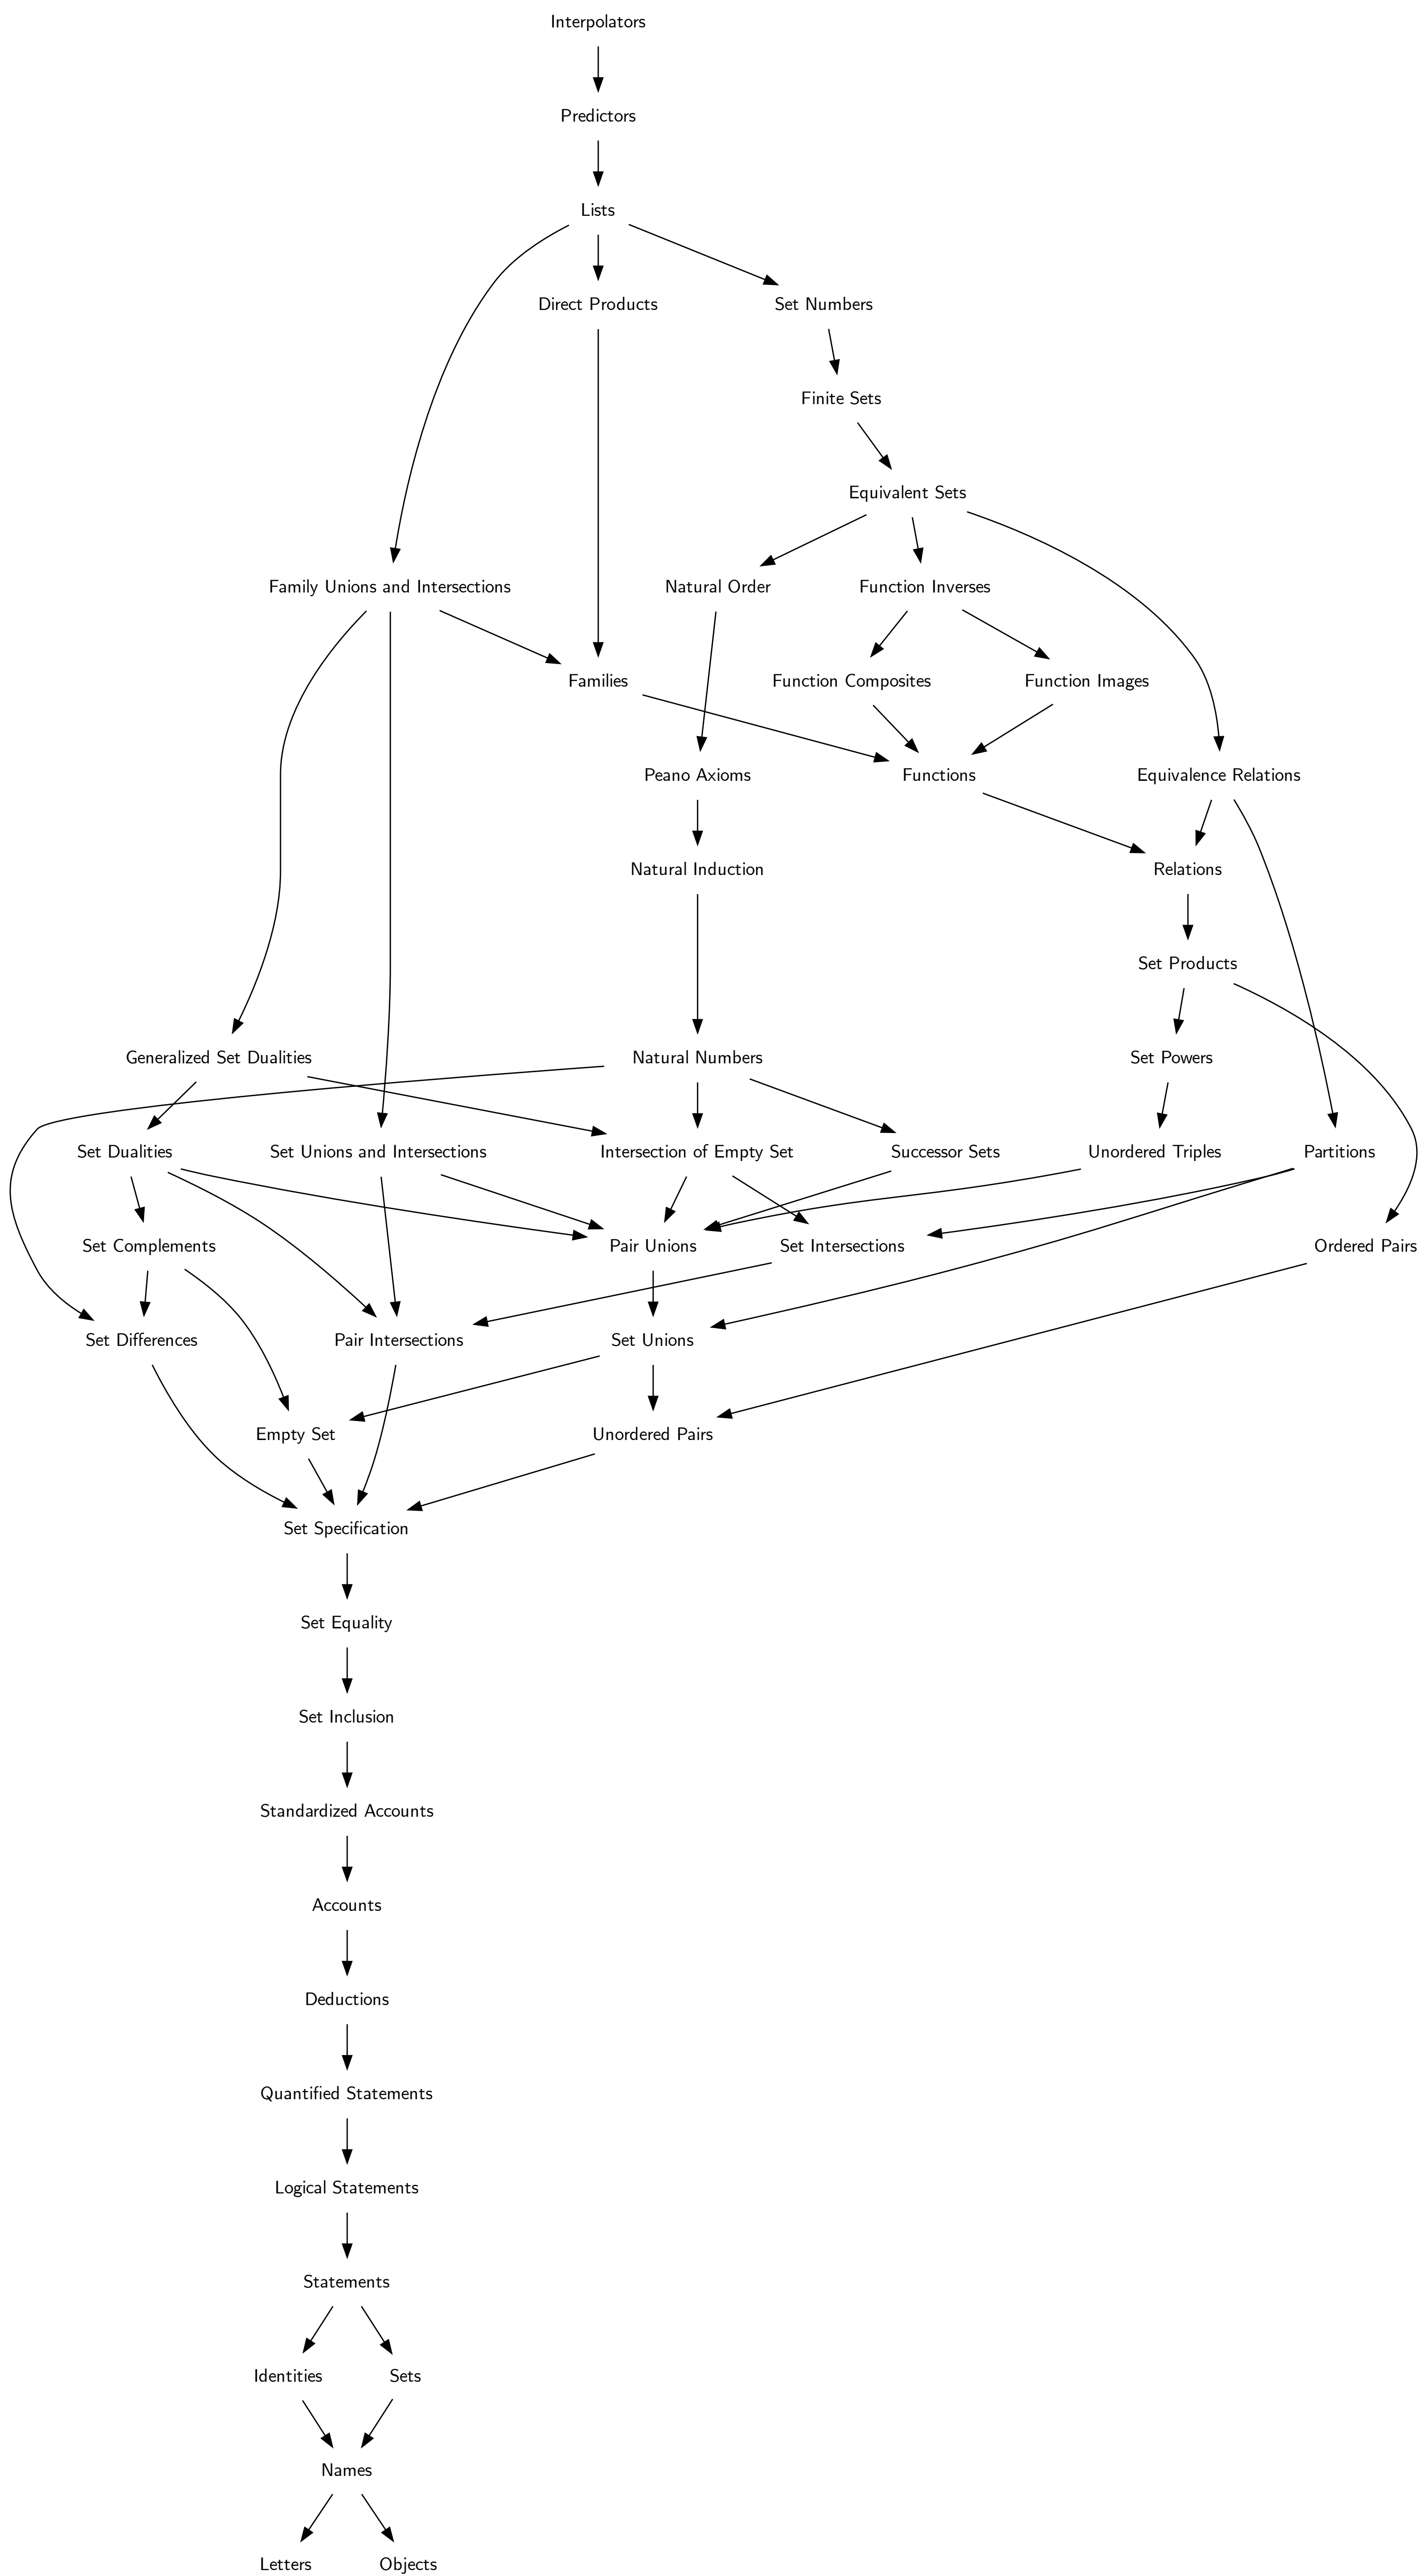 Interpolators
Predictors
Lists
Direct Products
Set Numbers
Finite Sets
Equivalent Sets
Family Unions and Intersections
Natural Order
Function Inverses
Families
Function Composites
Function Images
Peano Axioms
Functions
Equivalence Relations
Natural Induction
Relations
Set Products
Generalized Set Dualities
Natural Numbers
Set Powers
Set Dualities
Set Unions and Intersections
Intersection of Empty Set
Successor Sets
Unordered Triples
Partitions
Set Complements
Pair Unions
Set Intersections
Ordered Pairs
Set Differences
Pair Intersections
Set Unions
Empty Set
Unordered Pairs
Set Specification
Set Equality
Set Inclusion
Standardized Accounts
Accounts
Deductions
Quantified Statements
Logical Statements
Statements
Identities
Sets
Names
Letters
Objects